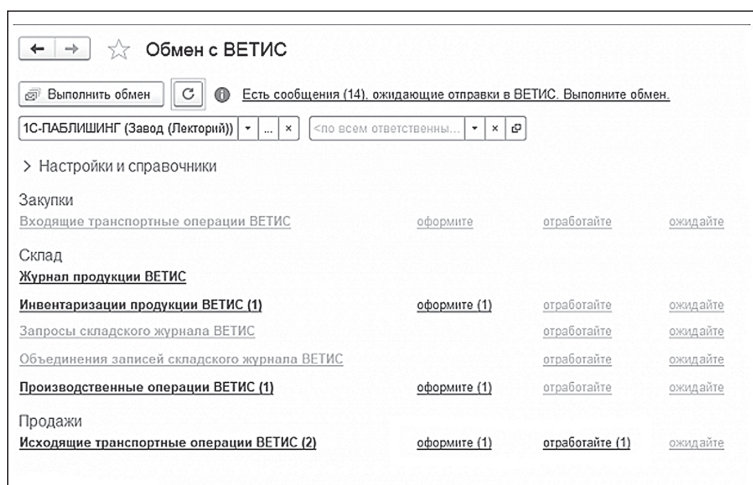 Обмен с ВЕТИС
Выполнить обмен Есть сообщения (14), ожидающие отправки в ВЕТИС. Выполните обмен.
1С-ПАБЛИШИНГ (Завод (Лекторий)) ... × <по всем ответственны... ×
> Настройки и справочники
Закупки
Входящие транспортные операции ВЕТИС оформите отработайте ожидайте
Склад
Журнал продукции ВЕТИС
Инвентаризации продукции ВЕТИС (1) оформите (1) отработайте ожидайте
Запросы складского журнала ВЕТИС отработайте ожидайте
Объединения записей складского журнала ВЕТИС отработайте ожидайте
Производственные операции ВЕТИС (1) оформите (1) отработайте ожидайте
Продажи
Исходящие транспортные операции ВЕТИС (2) оформите (1) отработайте (1) ожидайте